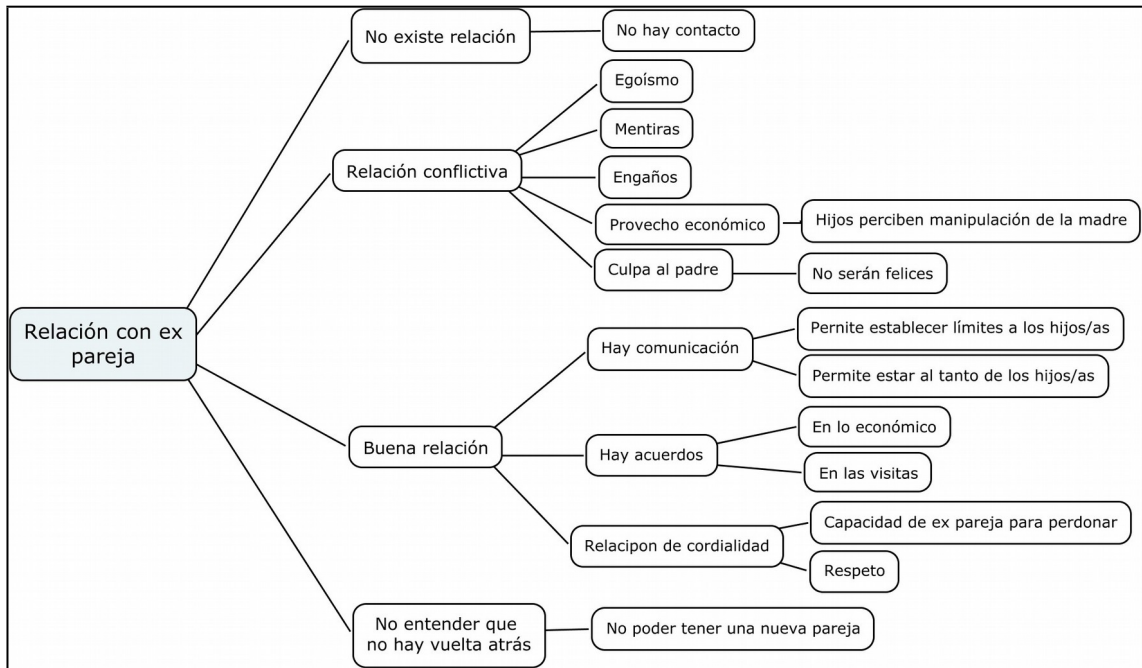 No existe relación
No hay contacto
Egoísmo
Mentiras
Relación conflictiva
Engaños
Provecho económico
Hijos perciben manipulación de la madre
Culpa al padre
No serán felices
Relación con ex
pareja
Hay comunicación
Pernite establecer límites a los hijos/as
Permite estar al tanto de los hijos/as
Buena relación
Hay acuerdos
En lo económico
En las visitas
Relacipon de cordialidad
Capacidad de ex pareja para perdonar
Respeto
No entender que
no hay vuelta atrás
No poder tener una nueva pareja